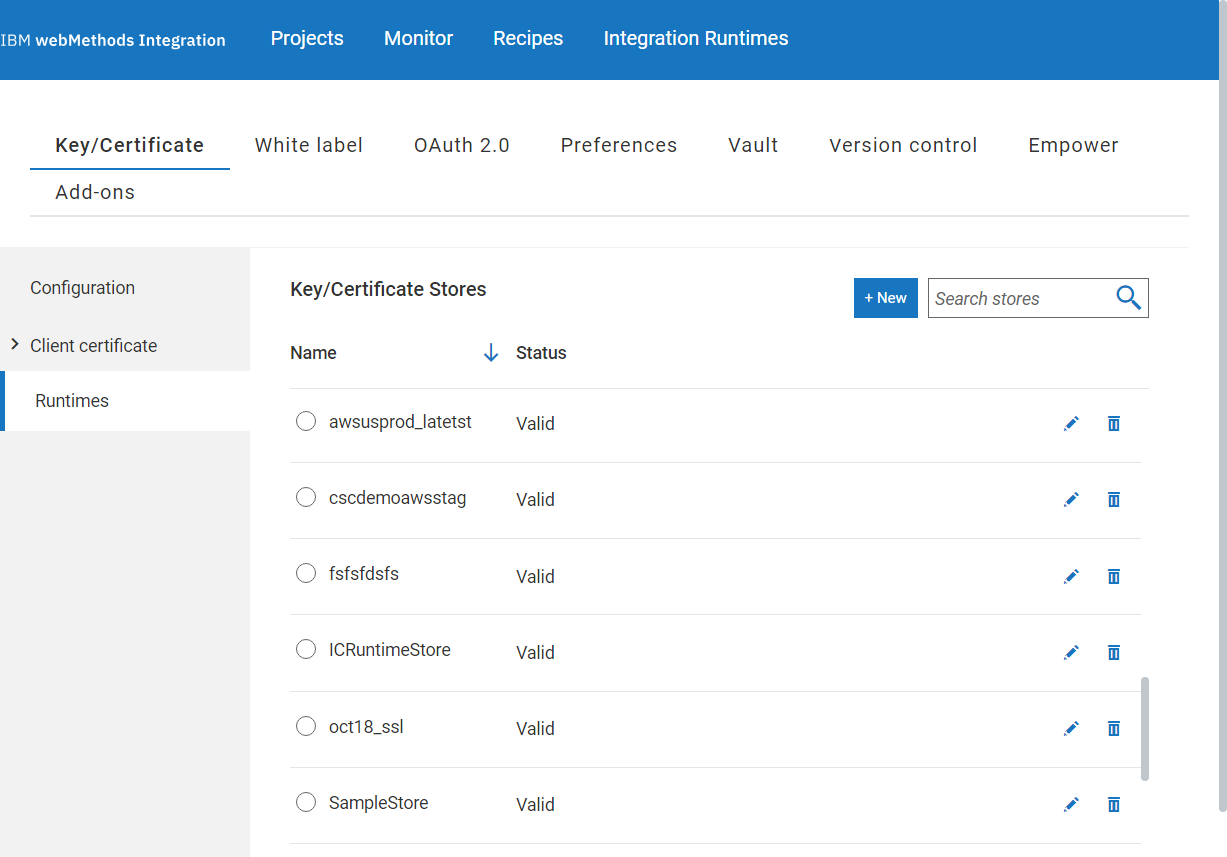 IBM webMethods Integration Projects Monitor Recipes Integration Runtimes
Key/Certificate White label OAuth 2.0 Preferences Vault Version control Empower
Add-ons
Configuration
Client certificate
Runtimes
Key/Certificate Stores + New Search stores
Name Status
awsusprod_latetst Valid
cscdemoawsstag Valid
fsfsfdsfs Valid
ICRuntimeStore Valid
oct18_ssl Valid
SampleStore Valid